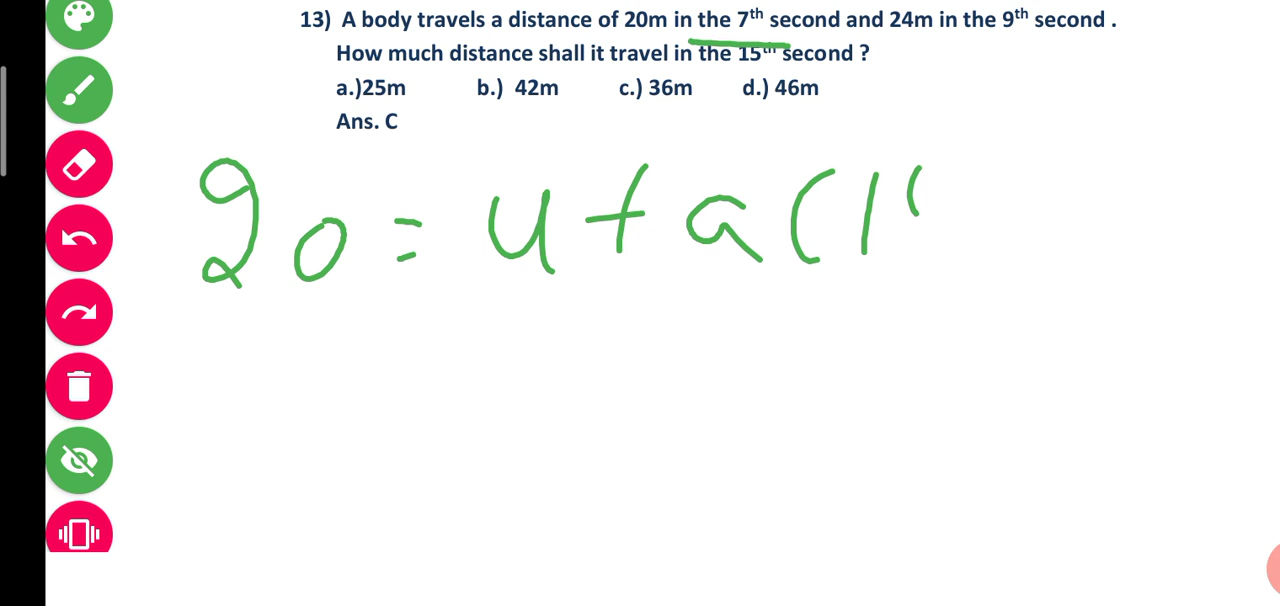 13) A body travels a distance of 20m in the 7th second and 24m in the 9th second .
How much distance shall it travel in the 15th second ?
a.)25m b.) 42m c.) 36m d.) 46m
Ans. C
20 = u + a (1